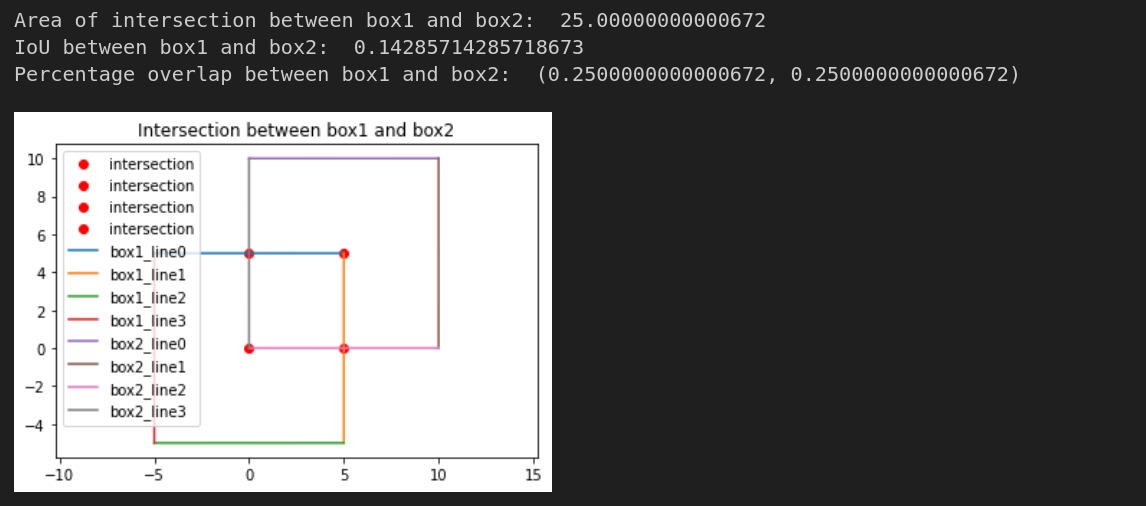 Area of intersection between box1 and box2:  25.00000000000672
IoU between box1 and box2:  0.14285714285718673
Percentage overlap between box1 and box2:  (0.2500000000000672, 0.2500000000000672)
Intersection between box1 and box2
10
8
6
4
2
0
−2
−4
intersection
intersection
intersection
intersection
box1_line0
box1_line1
box1_line2
box1_line3
box2_line0
box2_line1
box2_line2
box2_line3
−10 −5 0 5 10 15